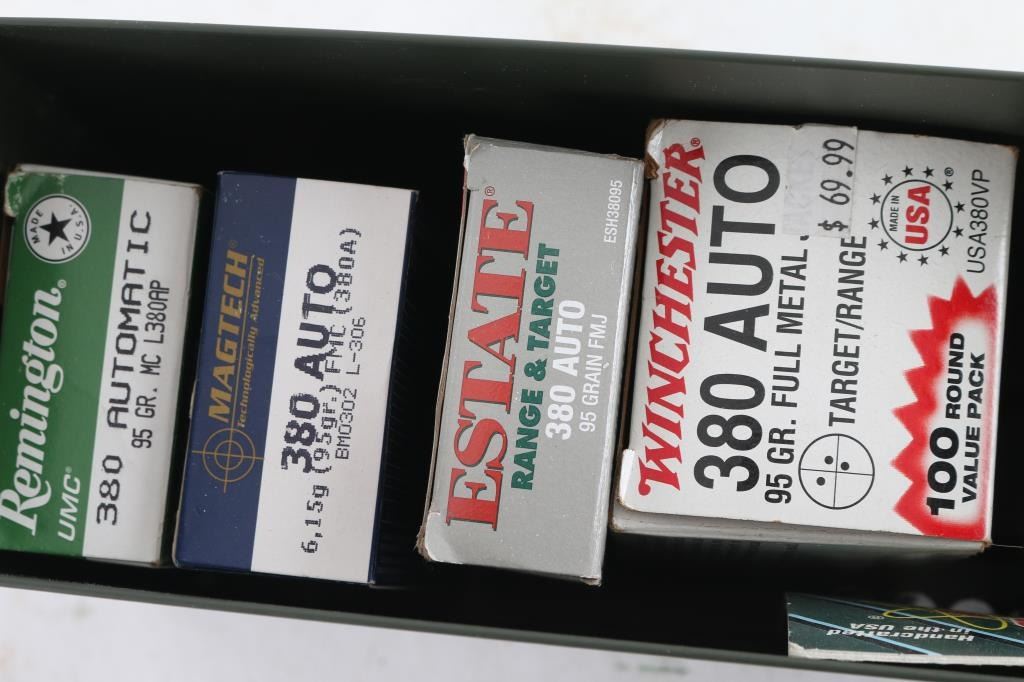 MADE
IN U.S.A.
Remington®
UMC®
380 AUTOMATIC
95 GR. MC L380AP
MAGTECH®
Technologically Advanced
380 AUTO
6,15g (95gr.) FMC (380A)
BM0302 L-306
ESTATE®
RANGE & TARGET
380 AUTO
95 GRAIN FMJ
ESH38095
WINCHESTER®
380 AUTO
95 GR. FULL METAL
TARGET/RANGE
$ 69.99
MADE IN
USA
®
USA380VP
100 ROUND
VALUE PACK
Handcrafted
in the USA